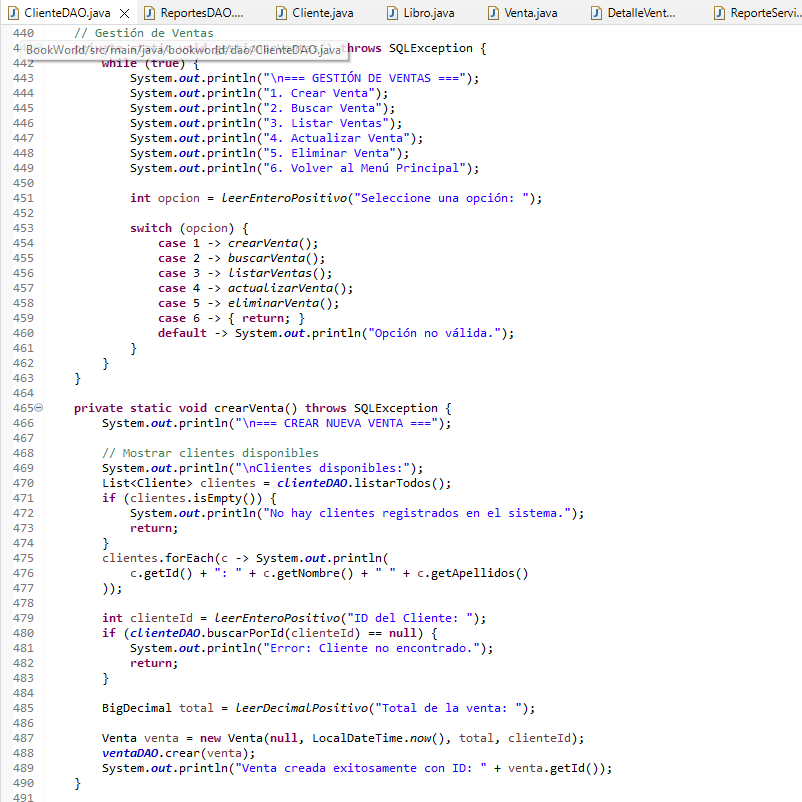 ClienteDAO.java ReportesDAO.... Cliente.java Libro.java Venta.java DetalleVent... ReporteServi...
440 // Gestión de Ventas
BookWorld/src/main/java/bookworld/dao/ClienteDAO.java throws SQLException {
442 while (true) {
443 System.out.println("\n=== GESTIÓN DE VENTAS ===");
444 System.out.println("1. Crear Venta");
445 System.out.println("2. Buscar Venta");
446 System.out.println("3. Listar Ventas");
447 System.out.println("4. Actualizar Venta");
448 System.out.println("5. Eliminar Venta");
449 System.out.println("6. Volver al Menú Principal");
450
451 int opcion = leerEnteroPositivo("Seleccione una opción: ");
452
453 switch (opcion) {
454 case 1 -> crearVenta();
455 case 2 -> buscarVenta();
456 case 3 -> listarVentas();
457 case 4 -> actualizarVenta();
458 case 5 -> eliminarVenta();
459 case 6 -> { return; }
460 default -> System.out.println("Opción no válida.");
461 }
462 }
463 }
464
465 private static void crearVenta() throws SQLException {
466 System.out.println("\n=== CREAR NUEVA VENTA ===");
467
468 // Mostrar clientes disponibles
469 System.out.println("\nClientes disponibles:");
470 List<Cliente> clientes = clienteDAO.listarTodos();
471 if (clientes.isEmpty()) {
472 System.out.println("No hay clientes registrados en el sistema.");
473 return;
474 }
475 clientes.forEach(c -> System.out.println(
476 c.getId() + ": " + c.getNombre() + " " + c.getApellidos()
477 ));
478
479 int clienteId = leerEnteroPositivo("ID del Cliente: ");
480 if (clienteDAO.buscarPorId(clienteId) == null) {
481 System.out.println("Error: Cliente no encontrado.");
482 return;
483 }
484
485 BigDecimal total = leerDecimalPositivo("Total de la venta: ");
486
487 Venta venta = new Venta(null, LocalDateTime.now(), total, clienteId);
488 ventaDAO.crear(venta);
489 System.out.println("Venta creada exitosamente con ID: " + venta.getId());
490 }
491